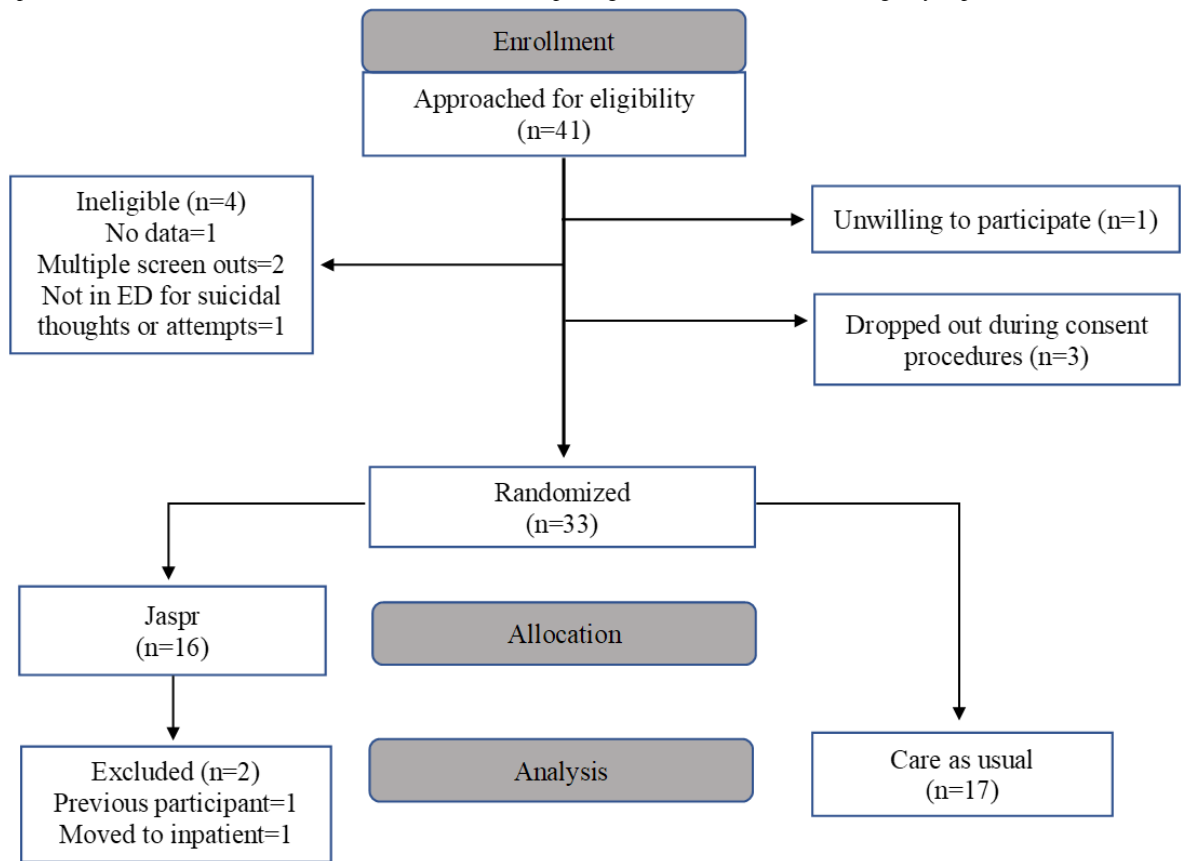 Enrollment
Approached for eligibility
(n=41)
Ineligible (n=4)
No data=1
Multiple screen outs=2
Not in ED for suicidal
thoughts or attempts=1
Unwilling to participate (n=1)
Dropped out during consent
procedures (n=3)
Randomized
(n=33)
Jaspr
(n=16)
Allocation
Excluded (n=2)
Previous participant=1
Moved to inpatient=1
Analysis
Care as usual
(n=17)